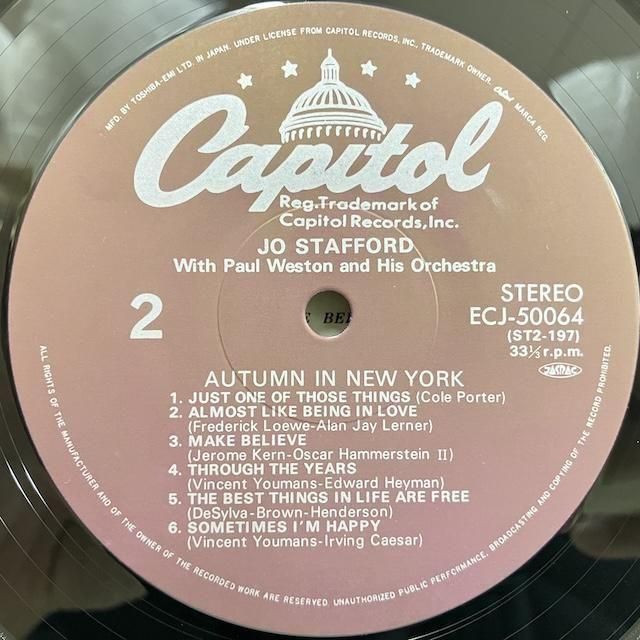 MFD. BY TOSHIBA-EMI LTD. IN JAPAN. UNDER LICENSE FROM CAPITOL RECORDS, INC., TRADEMARK OWNER. Capitol MARCA REG.
Capitol
Reg.Trademark of
Capitol Records,Inc.
JO STAFFORD
With Paul Weston and His Orchestra
2
STEREO
ECJ-50064
(ST2-197)
33⅓r.p.m.
JASRAC
E BE
AUTUMN IN NEW YORK
1. JUST ONE OF THOSE THINGS (Cole Porter)
2. ALMOST LIKE BEING IN LOVE
(Frederick Loewe-Alan Jay Lerner)
3. MAKE BELIEVE
(Jerome Kern-Oscar Hammerstein II)
4. THROUGH THE YEARS
(Vincent Youmans-Edward Heyman)
5. THE BEST THINGS IN LIFE ARE FREE
(DeSylva-Brown-Henderson)
6. SOMETIMES I'M HAPPY
(Vincent Youmans-Irving Caesar)
ALL RIGHTS OF THE MANUFACTURER AND OF THE OWNER OF THE RECORDED WORK ARE RESERVED. UNAUTHORIZED PUBLIC PERFORMANCE, BROADCASTING AND COPYING OF THE RECORD PROHIBITED.